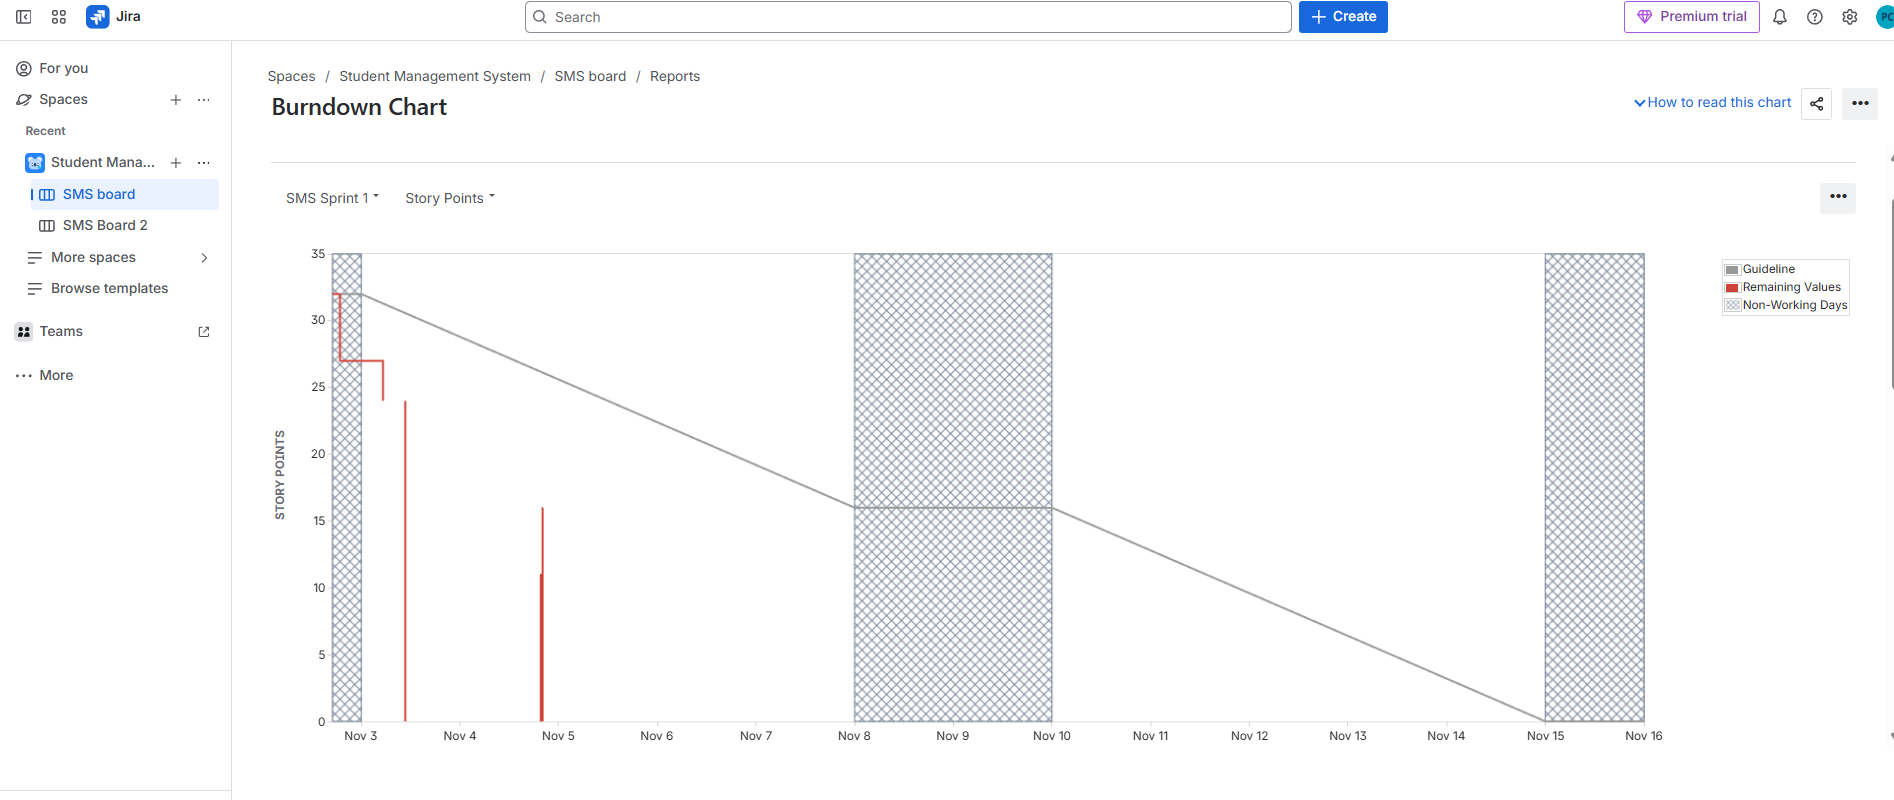 Jira
Search
Create
Premium trial
PC
For you
Spaces
Recent
Student Mana...
SMS board
SMS Board 2
More spaces
Browse templates
Teams
More
Spaces / Student Management System / SMS board / Reports
Burndown Chart
How to read this chart
SMS Sprint 1
Story Points
STORY POINTS
35
30
25
20
15
10
5
0
Nov 3 Nov 4 Nov 5 Nov 6 Nov 7 Nov 8 Nov 9 Nov 10 Nov 11 Nov 12 Nov 13 Nov 14 Nov 15 Nov 16
Guideline
Remaining Values
Non-Working Days